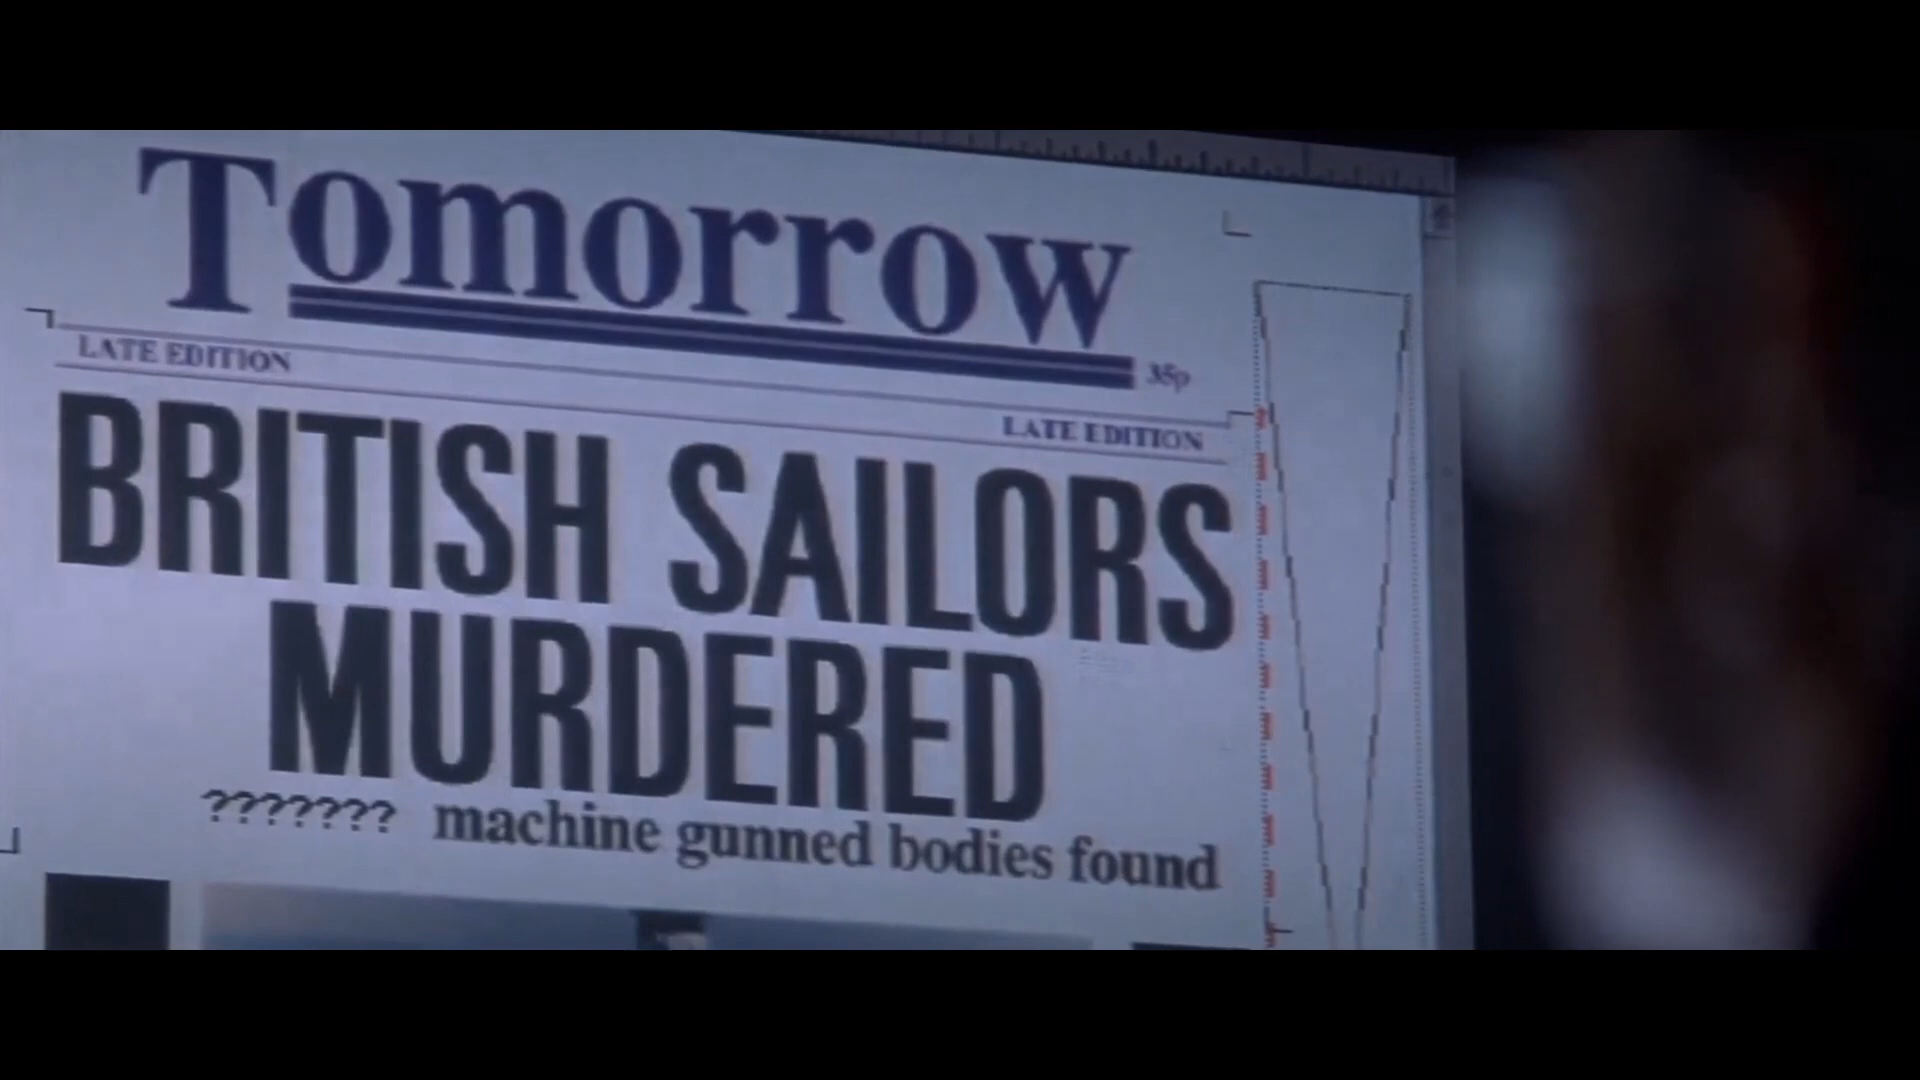 Tomorrow
35p
LATE EDITION
LATE EDITION
BRITISH SAILORS
MURDERED
??????? machine gunned bodies found